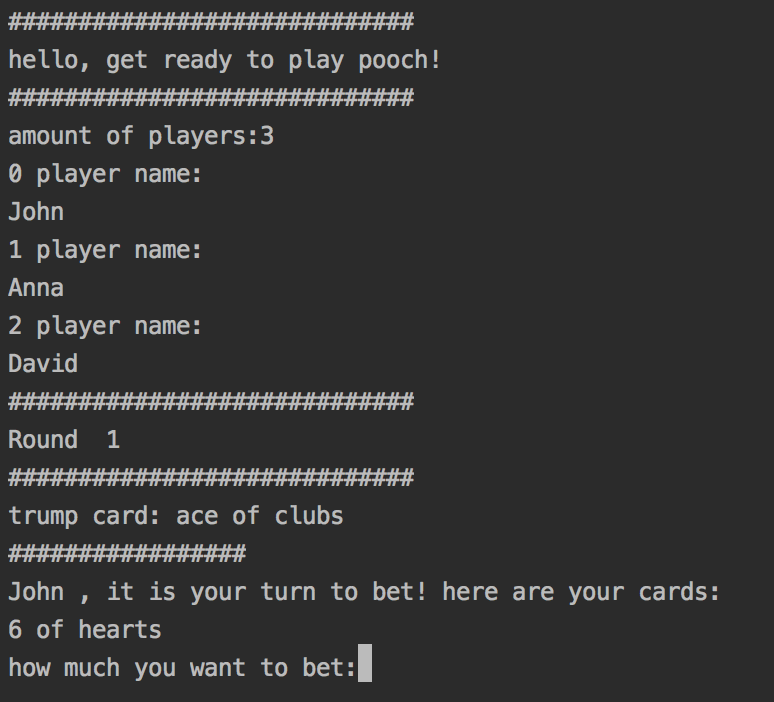 #############################
hello, get ready to play pooch!
#############################
amount of players:3
0 player name:
John
1 player name:
Anna
2 player name:
David
#############################
Round  1
#############################
trump card: ace of clubs
#################
John , it is your turn to bet! here are your cards:
6 of hearts
how much you want to bet: